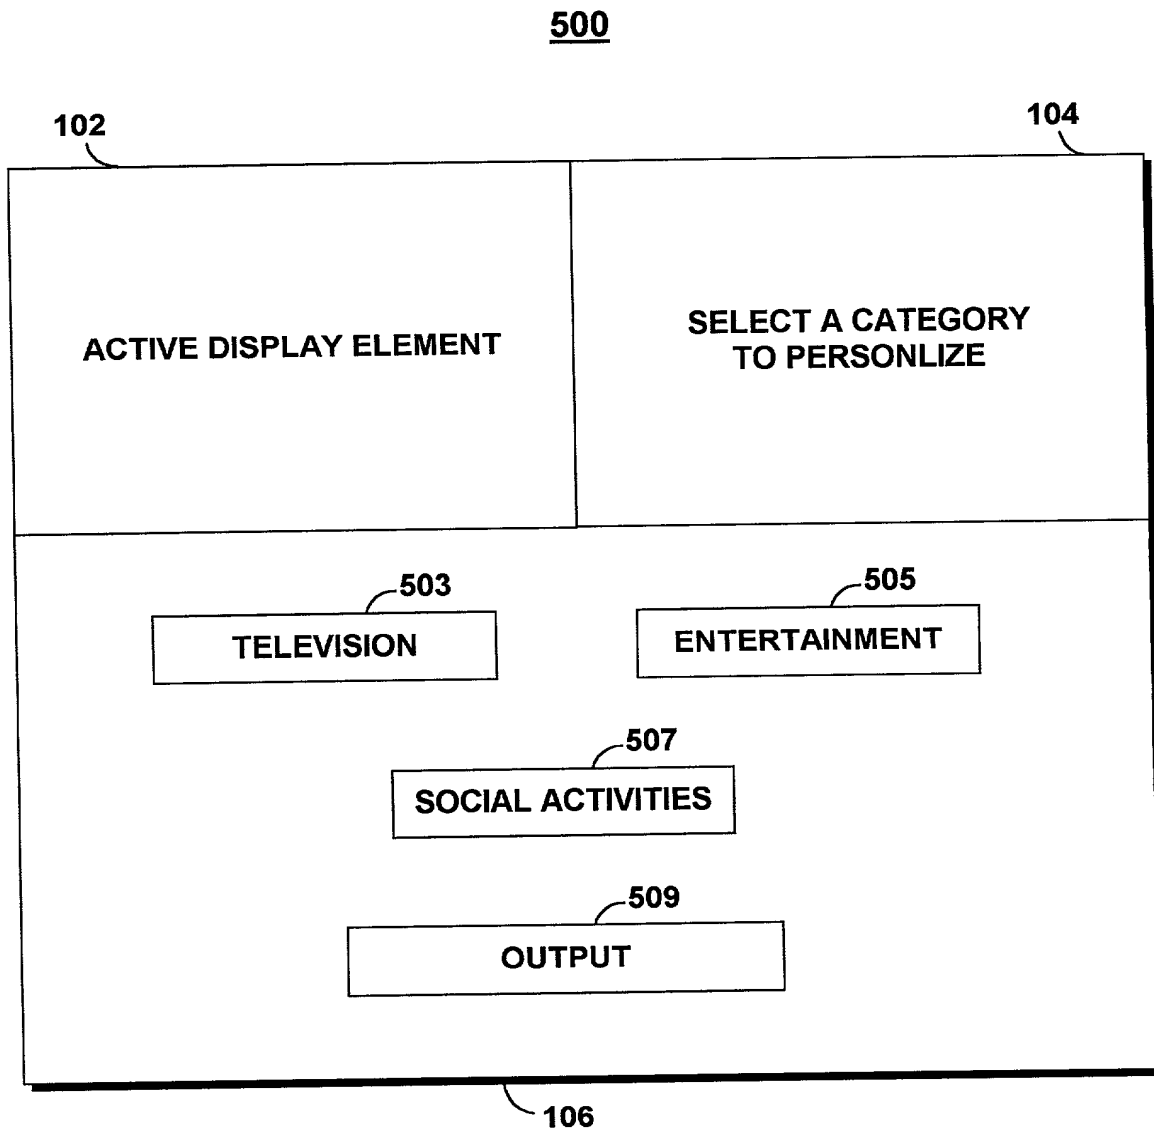 500
102
104
ACTIVE DISPLAY ELEMENT
SELECT A CATEGORY
TO PERSONLIZE
503
505
TELEVISION
ENTERTAINMENT
507
SOCIAL ACTIVITIES
509
OUTPUT
106